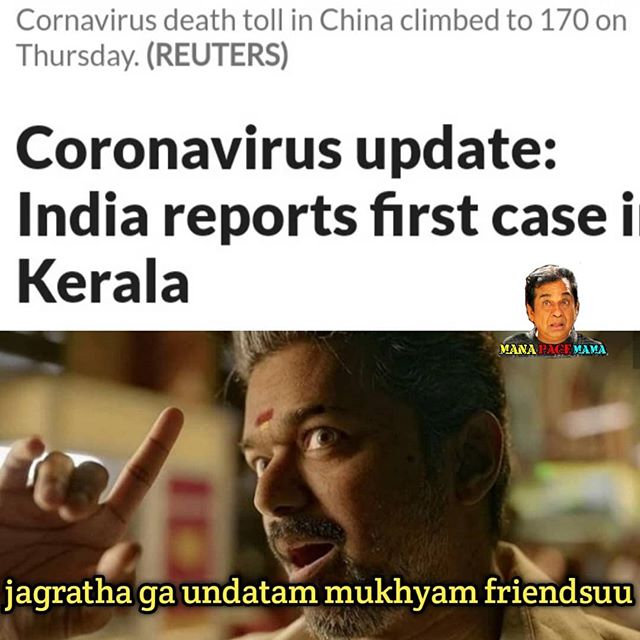 Cornavirus death toll in China climbed to 170 on
Thursday. (REUTERS)
Coronavirus update:
India reports first case i
Kerala
MANA PAGE MAMA
jagratha ga undatam mukhyam friendsuu